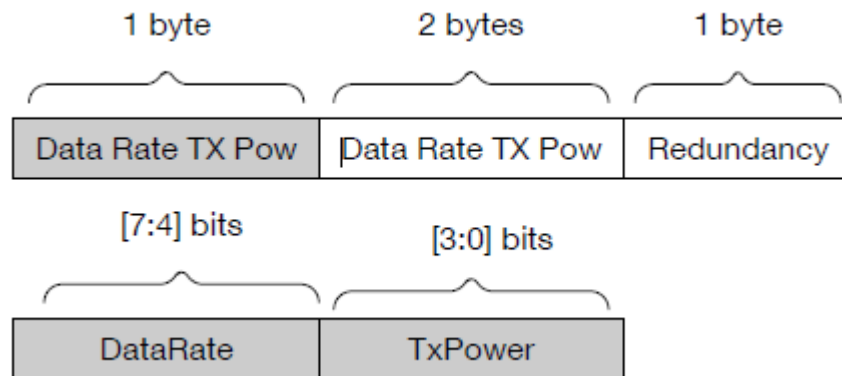 1 byte 2 bytes 1 byte
Data Rate TX Pow Data Rate TX Pow Redundancy
[7:4] bits [3:0] bits
DataRate TxPower